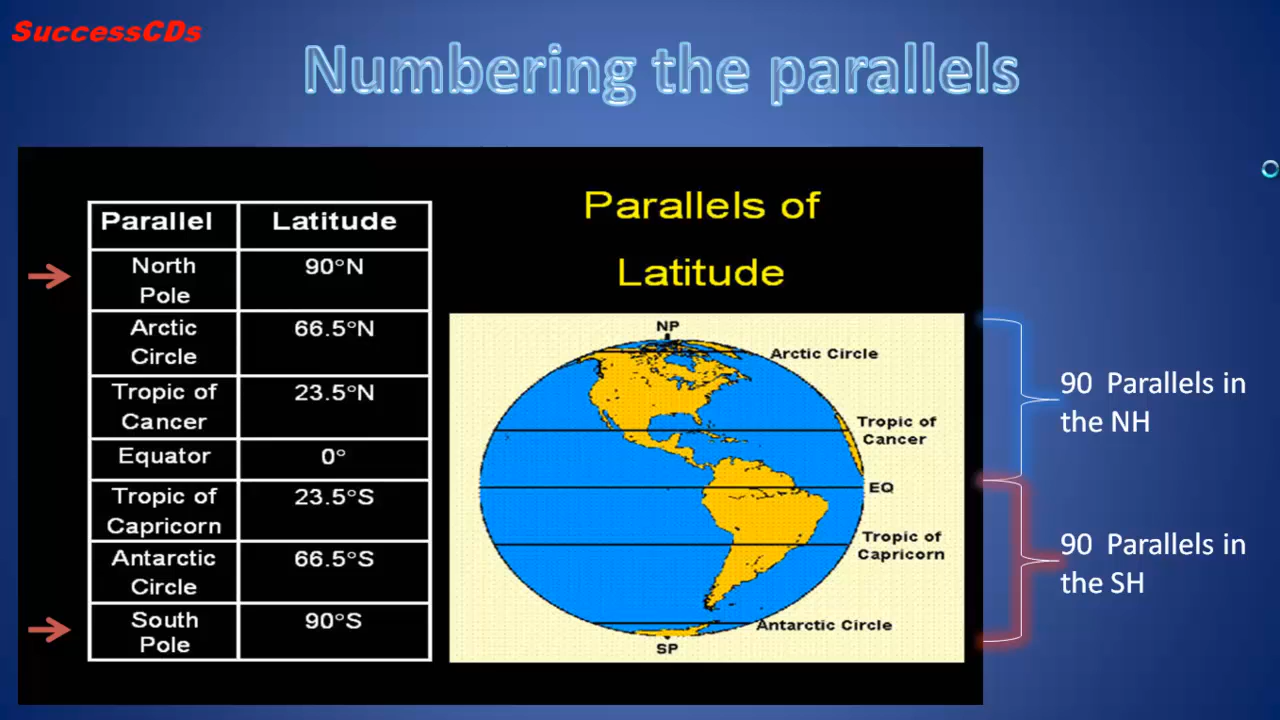 SuccessCDs
Numbering the parallels
Parallel Latitude
North
Pole
90°N
Arctic
Circle
66.5°N
Tropic of
Cancer
23.5°N
Equator
0°
Tropic of
Capricorn
23.5°S
Antarctic
Circle
66.5°S
South
Pole
90°S
Parallels of
Latitude
NP
Arctic Circle
Tropic of
Cancer
EQ
Tropic of
Capricorn
Antarctic Circle
SP
90 Parallels in
the NH
90 Parallels in
the SH